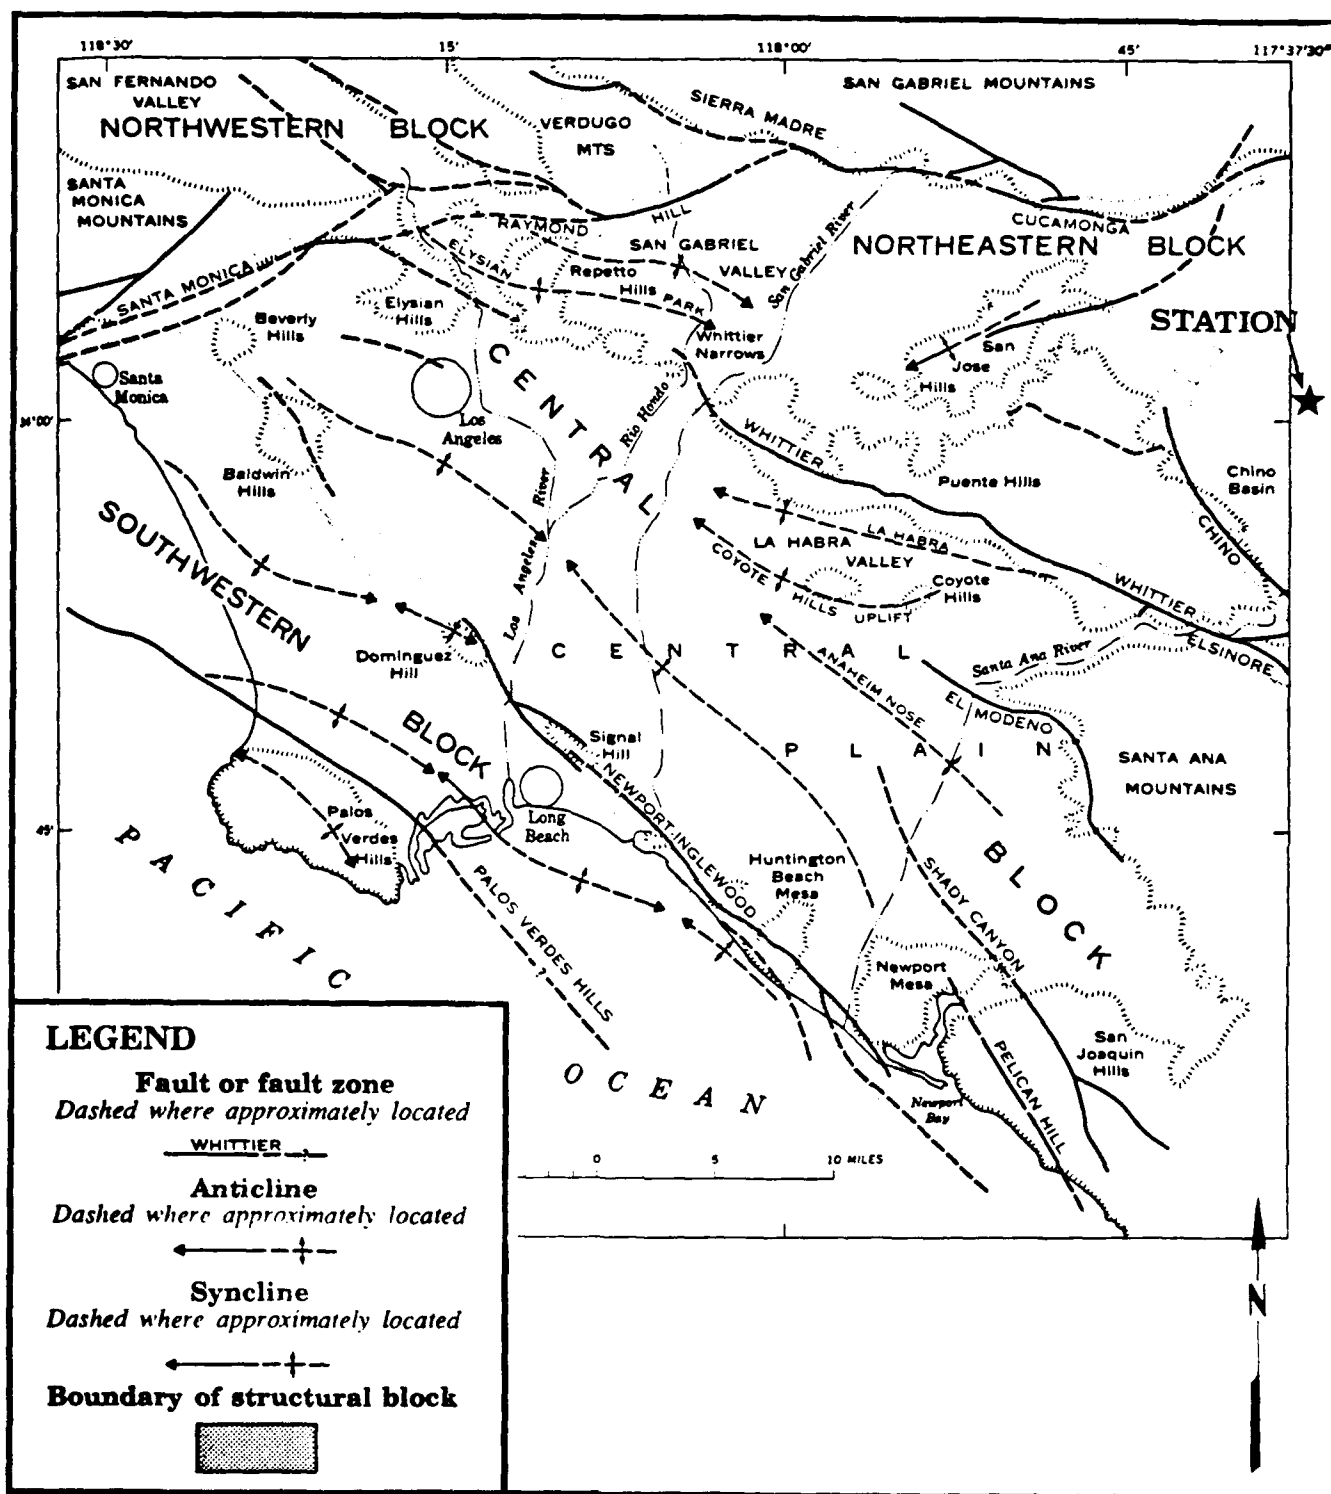 118°30'
15'
118°00'
45'
117°37'30"
SAN FERNANDO
VALLEY
NORTHWESTERN BLOCK
VERDUGO
MTS
SIERRA MADRE
SAN GABRIEL MOUNTAINS
SANTA
MONICA
MOUNTAINS
SANTA MONICA
RAYMOND
HILL
ELYSIAN
PARK
SAN GABRIEL
VALLEY
San Gabriel River
CUCAMONGA
NORTHEASTERN BLOCK
Repetto
Hills
Elysian
Hills
Beverly
Hills
Whittier
Narrows
STATION
San
Jose
Hills
Santa
Monica
Los
Angeles
34°00'
CENTRAL
Rio Hondo
WHITTIER
Puente Hills
Chino
Basin
CHINO
Baldwin
Hills
Los Angeles River
LA HABRA
LA HABRA
VALLEY
COYOTE
HILLS
UPLIFT
Coyote
Hills
WHITTIER
ELSINORE
SOUTHWESTERN
BLOCK
Dominguez
Hill
CENTRAL
PLAIN
ANAHEIM NOSE
Santa Ana River
EL MODENO
SANTA ANA
MOUNTAINS
Signal
Hill
NEWPORT-INGLEWOOD
Long
Beach
Palos
Verdes
Hills
45'
PALOS VERDES HILLS
?
Huntington
Beach
Mesa
SHADY CANYON
BLOCK
Newport
Mesa
San
Joaquin
Hills
PELICAN HILL
Newport
Bay
PACIFIC
OCEAN
0
5
10 MILES
N
LEGEND
Fault or fault zone
Dashed where approximately located
WHITTIER
?
Anticline
Dashed where approximately located
Syncline
Dashed where approximately located
Boundary of structural block